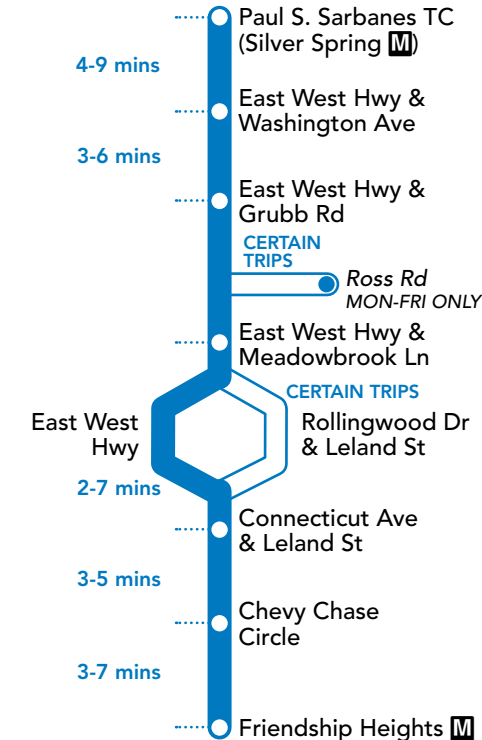 Paul S. Sarbanes TC
(Silver Spring M)
4-9 mins
East West Hwy &
Washington Ave
3-6 mins
East West Hwy &
Grubb Rd
CERTAIN
TRIPS
Ross Rd
MON-FRI ONLY
East West Hwy &
Meadowbrook Ln
CERTAIN TRIPS
East West
Hwy
Rollingwood Dr
& Leland St
2-7 mins
Connecticut Ave
& Leland St
3-5 mins
Chevy Chase
Circle
3-7 mins
Friendship Heights M